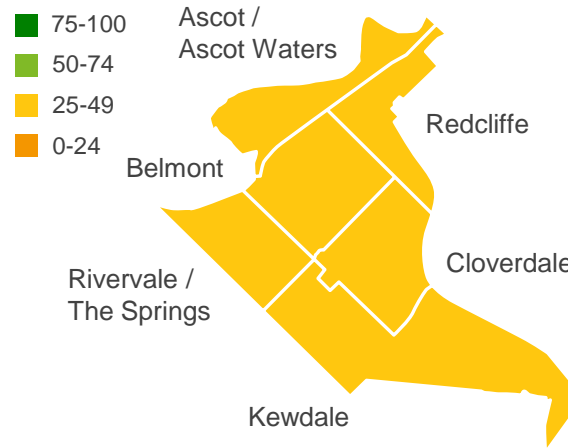 75-100
50-74
25-49
0-24
Ascot /
Ascot Waters
Redcliffe
Belmont
Cloverdale
Rivervale /
The Springs
Kewdale